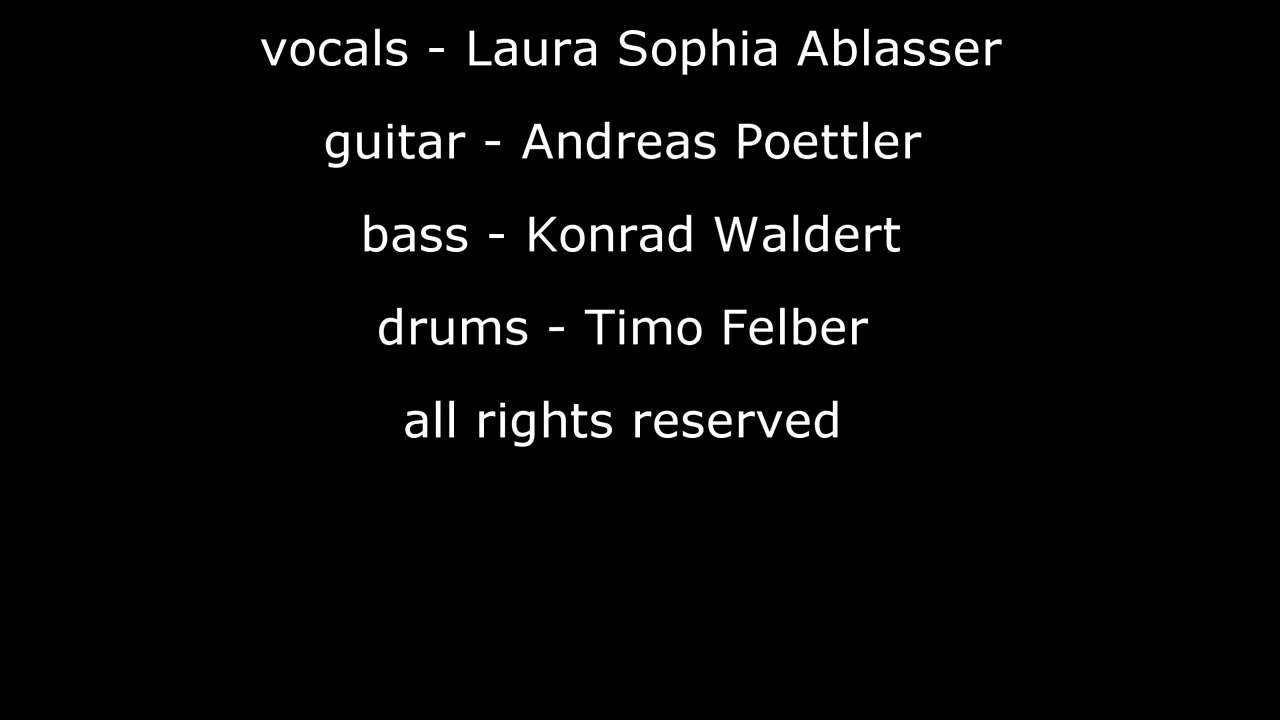 vocals - Laura Sophia Ablasser
guitar - Andreas Poettler
bass - Konrad Waldert
drums - Timo Felber
all rights reserved